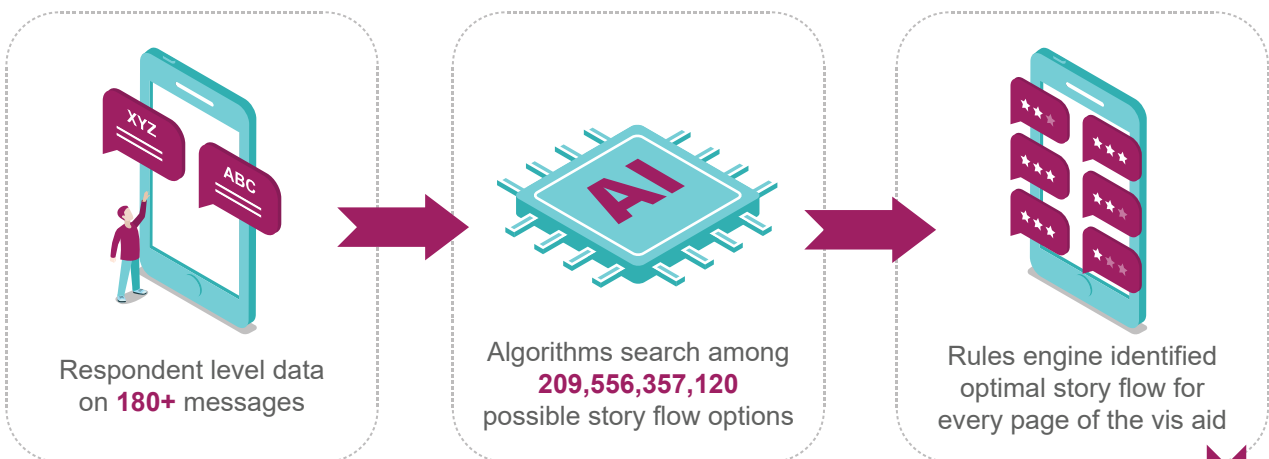 XYZ
ABC
Respondent level data
on 180+ messages
AI
Algorithms search among
209,556,357,120
possible story flow options
Rules engine identified
optimal story flow for
every page of the vis aid